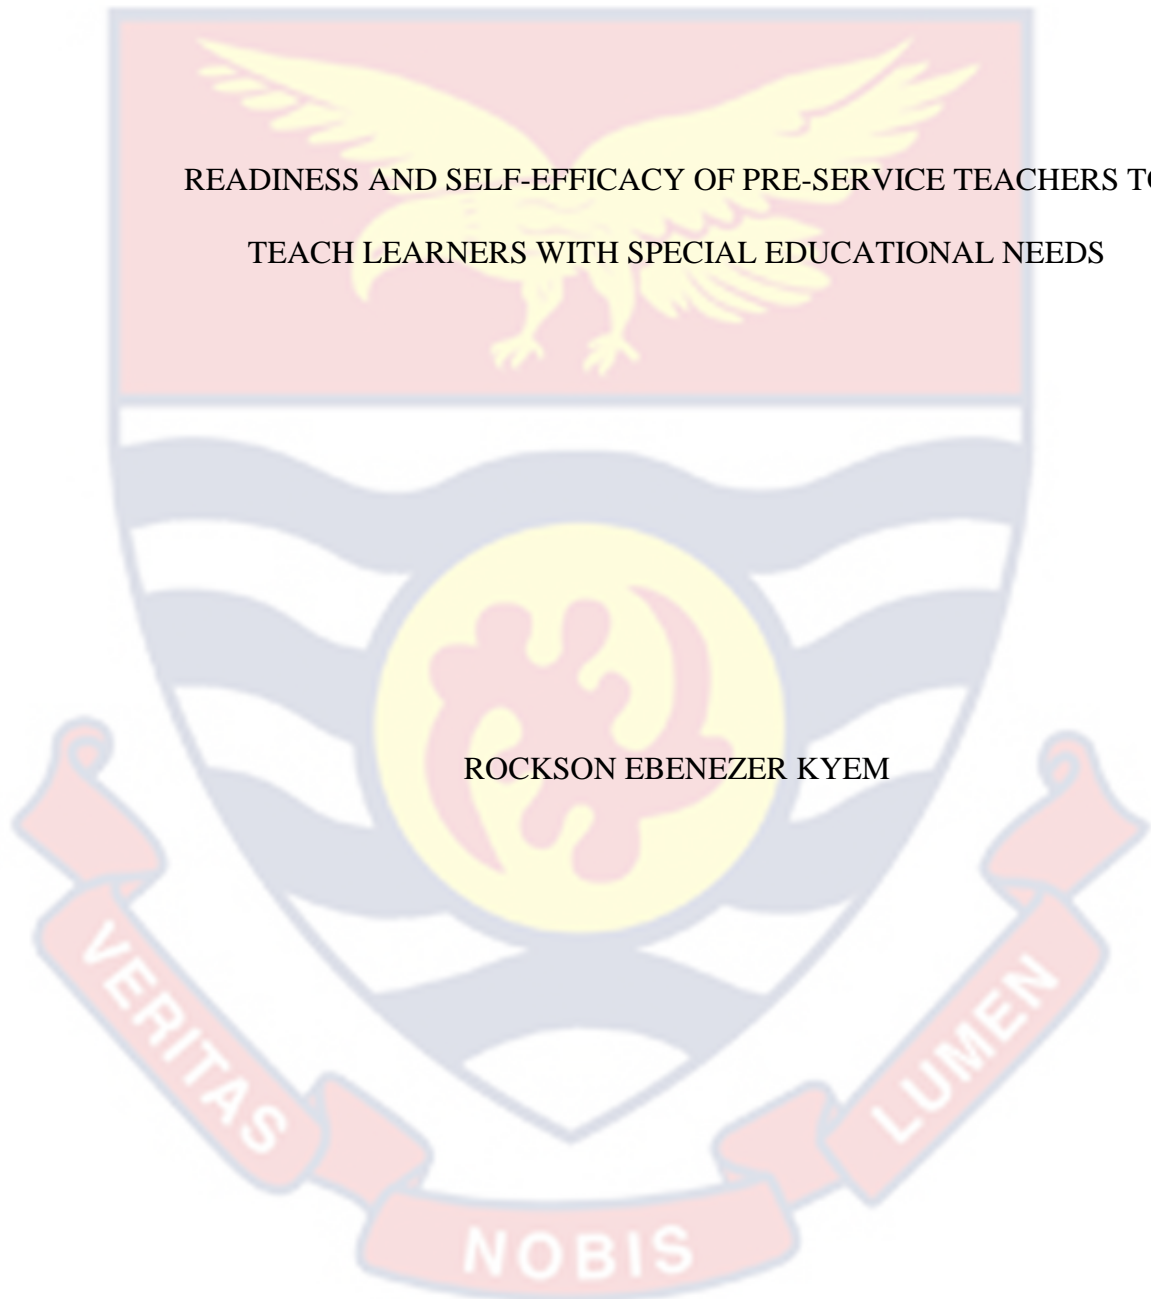 READINESS AND SELF-EFFICACY OF PRE-SERVICE TEACHERS TO
TEACH LEARNERS WITH SPECIAL EDUCATIONAL NEEDS
ROCKSON EBENEZER KYEM
VERITAS
NOBIS
LUMEN